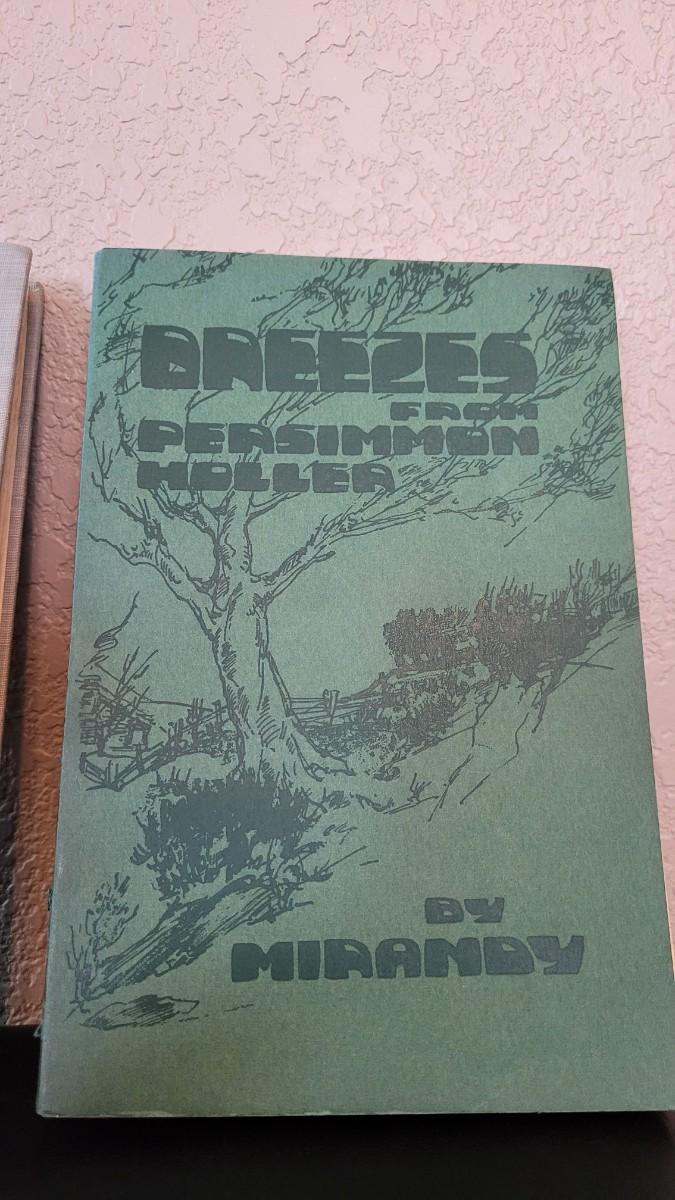 BREEZES
FROM
PERSIMMON
HOLLER
BY
MIRANDY